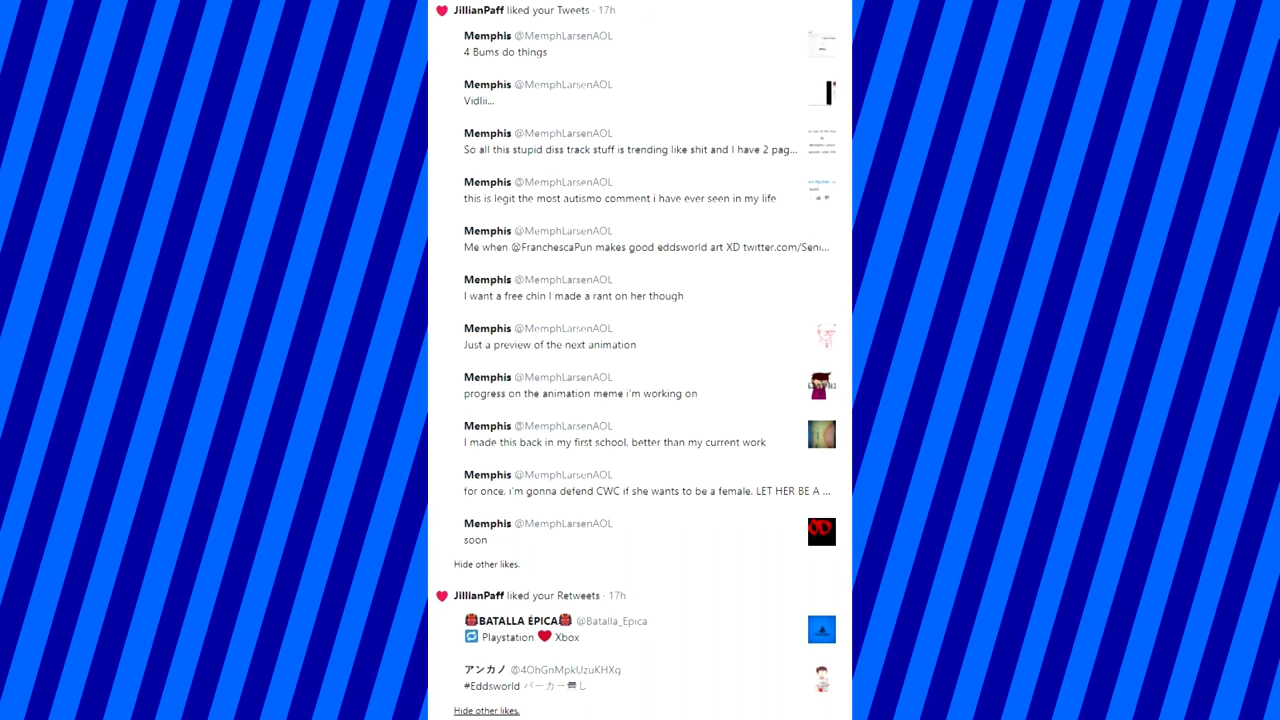 JillianPaff liked your Tweets · 17h
Memphis @MemphLarsenAOL
4 Bums do things
Memphis @MemphLarsenAOL
Vidlii...
Memphis @MemphLarsenAOL
So all this stupid diss track stuff is trending like shit and I have 2 pag...
Memphis @MemphLarsenAOL
this is legit the most autismo comment i have ever seen in my life
Memphis @MemphLarsenAOL
Me when @FranchescaPun makes good eddsworld art XD twitter.com/Seni...
Memphis @MemphLarsenAOL
I want a free chin I made a rant on her though
Memphis @MemphLarsenAOL
Just a preview of the next animation
Memphis @MemphLarsenAOL
progress on the animation meme i'm working on
Memphis @MemphLarsenAOL
I made this back in my first school, better than my current work
Memphis @MemphLarsenAOL
for once. i'm gonna defend CWC if she wants to be a female. LET HER BE A ...
Memphis @MemphLarsenAOL
soon
Hide other likes.
JillianPaff liked your Retweets · 17h
BATALLA ÉPICA @Batalla_Epica
Playstation ❤ Xbox
アンカノ @4OhGnMpkUzuKHXg
#Eddsworld パーカー無し
Hide other likes.